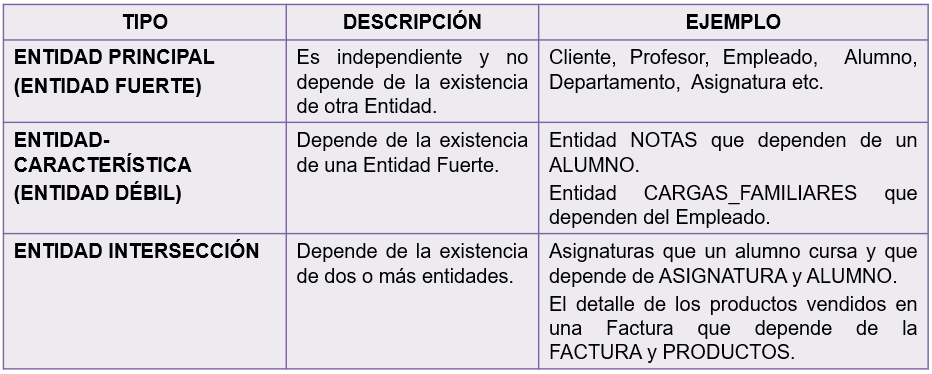 TIPO DESCRIPCIÓN EJEMPLO
ENTIDAD PRINCIPAL
(ENTIDAD FUERTE)
Es independiente y no
depende de la existencia
de otra Entidad.
Cliente, Profesor, Empleado, Alumno,
Departamento, Asignatura etc.
ENTIDAD-
CARACTERÍSTICA
(ENTIDAD DÉBIL)
Depende de la existencia
de una Entidad Fuerte.
Entidad NOTAS que dependen de un
ALUMNO.
Entidad CARGAS_FAMILIARES que
dependen del Empleado.
ENTIDAD INTERSECCIÓN
Depende de la existencia
de dos o más entidades.
Asignaturas que un alumno cursa y que
depende de ASIGNATURA y ALUMNO.
El detalle de los productos vendidos en
una Factura que depende de la
FACTURA y PRODUCTOS.